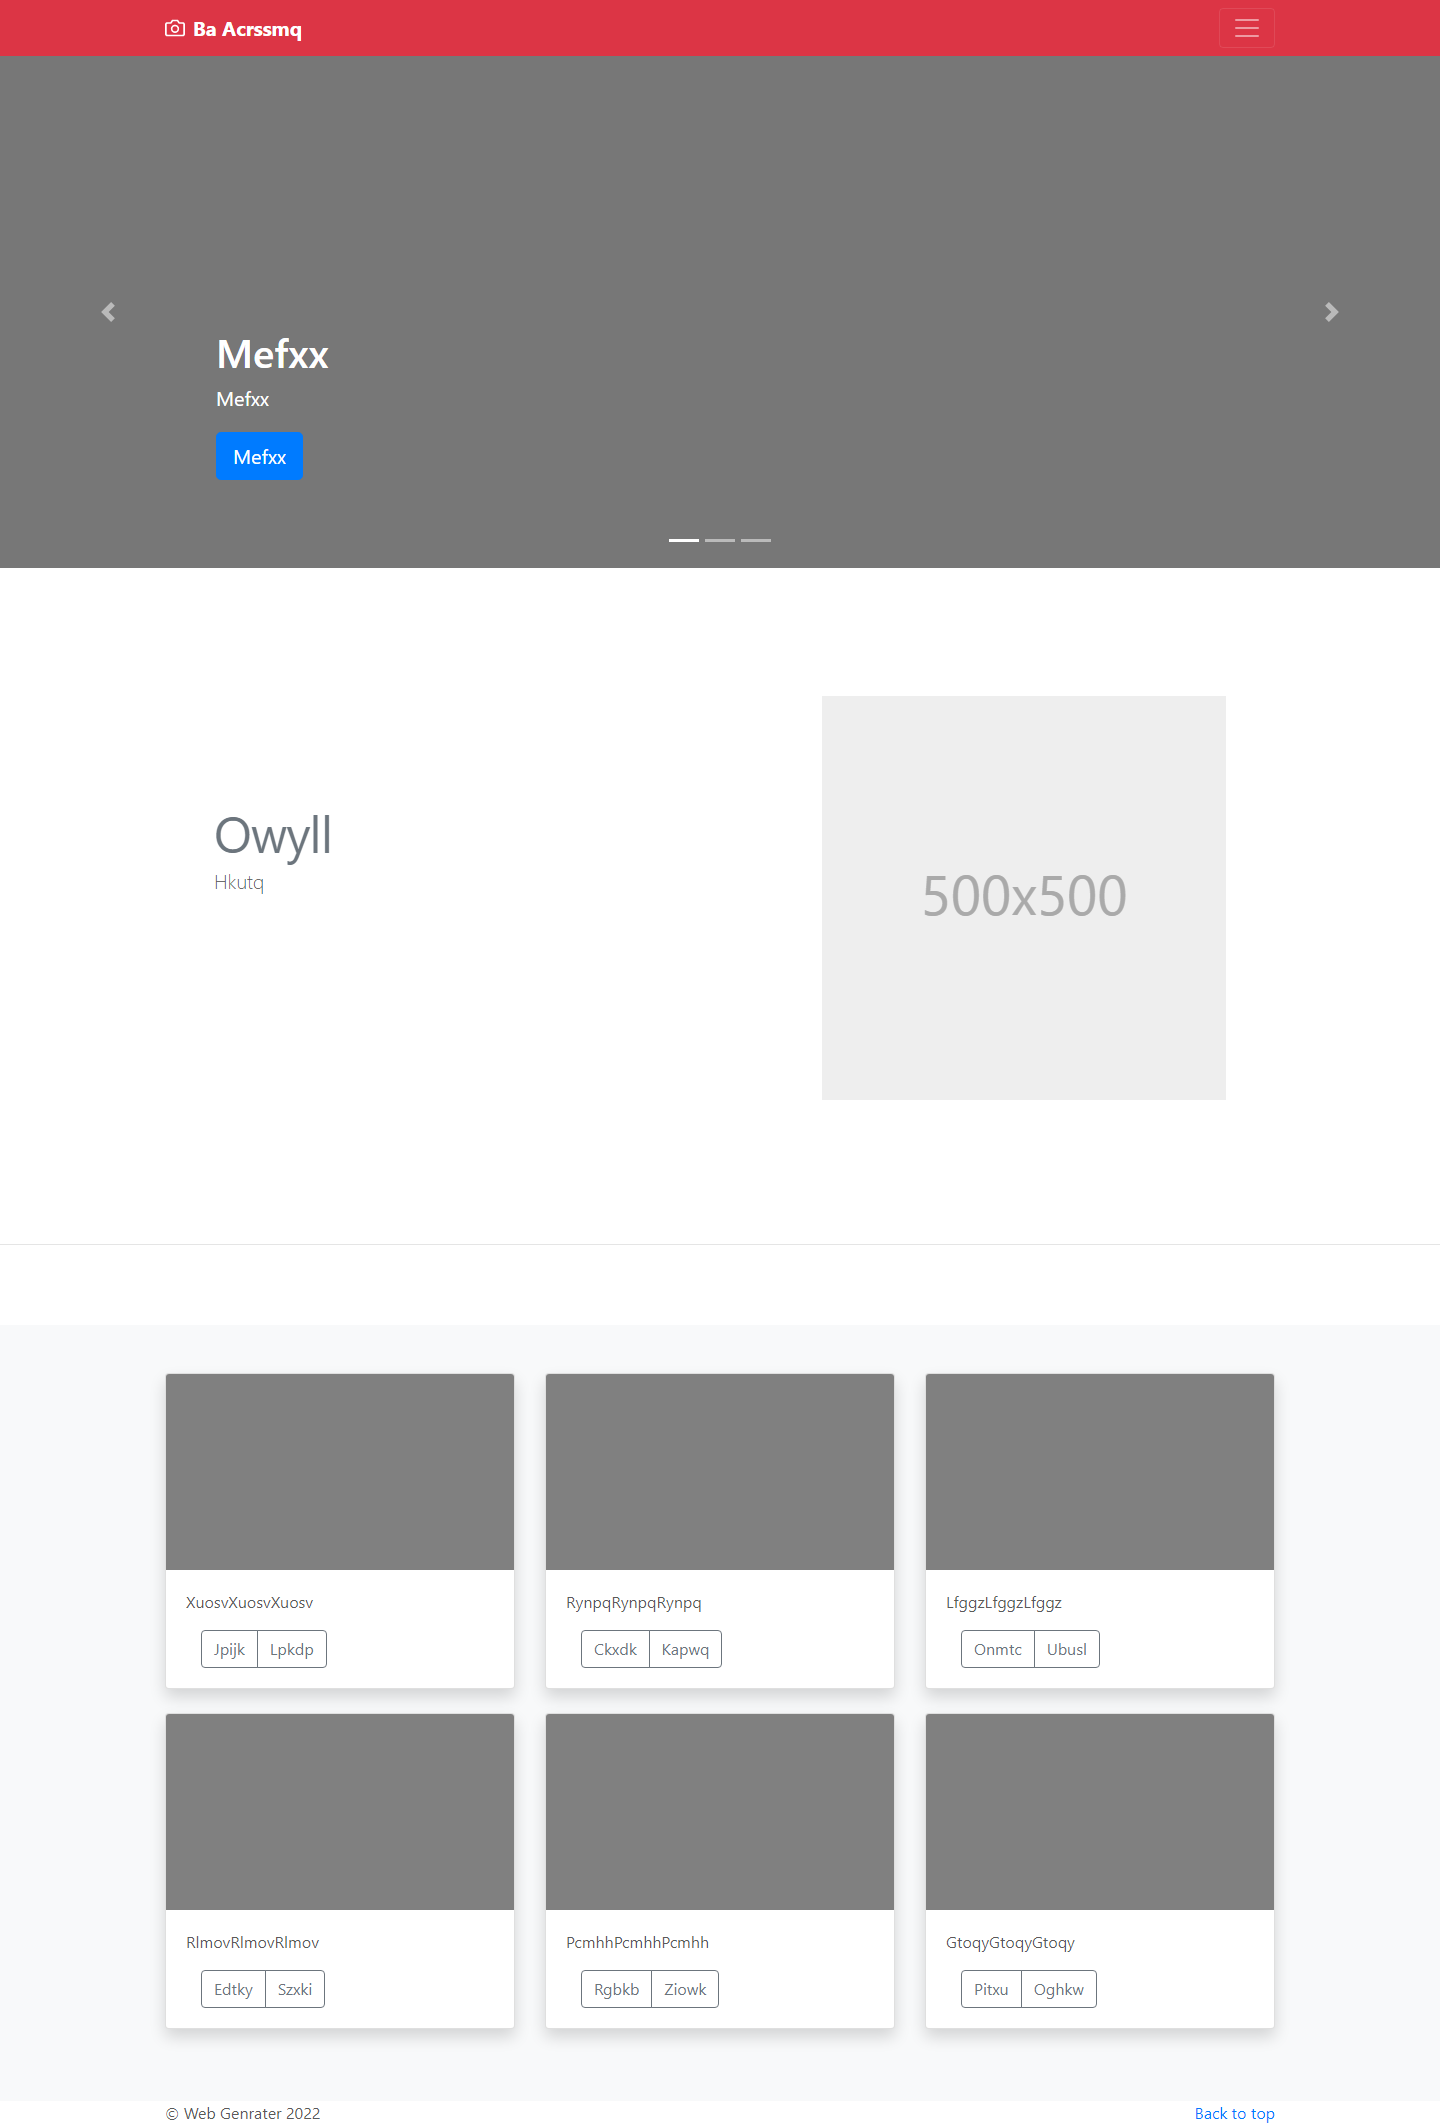 Ba Acrssmq
Mefxx
Mefxx
Mefxx
Owyll
Hkutq
500x500
XuosvXuosvXuosv
Jpijk Lpkdp
RynpqRynpqRynpq
Ckxdk Kapwq
LfggzLfggzLfggz
Onmtc Ubusl
RlmovRlmovRlmov
Edtky Szxki
PcmhhPcmhhPcmhh
Rgbkb Ziowk
GtoqyGtoqyGtoqy
Pitxu Oghkw
© Web Genrater 2022
Back to top